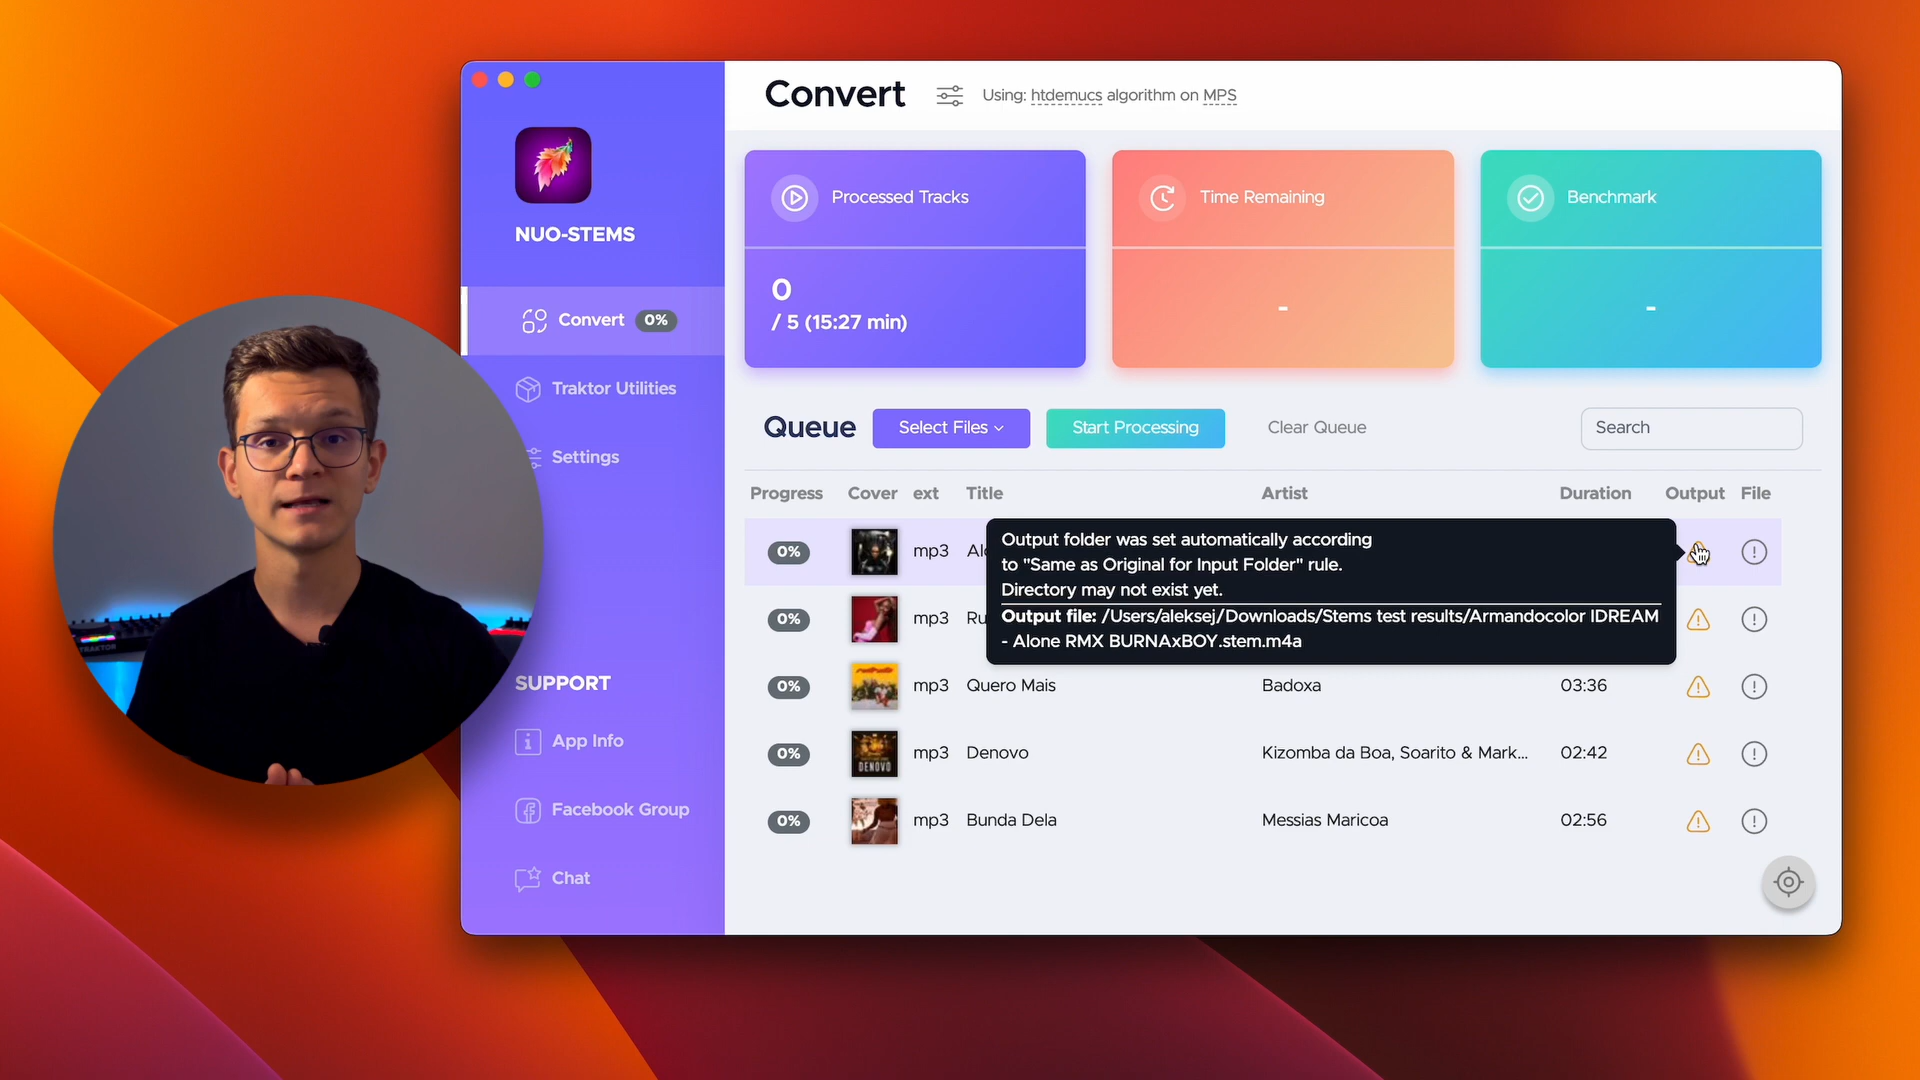 Convert
Using: htdemucs algorithm on MPS
NUO-STEMS
Convert 0%
Traktor Utilities
Settings
SUPPORT
App Info
Facebook Group
Chat
Processed Tracks
0
/ 5 (15:27 min)
Time Remaining
-
Benchmark
-
Queue
Select Files
Start Processing
Clear Queue
Search
Progress Cover ext Title Artist Duration Output File
0% mp3 Alo
Output folder was set automatically according
to "Same as Original for Input Folder" rule.
Directory may not exist yet.
Output file: /Users/aleksej/Downloads/Stems test results/Armandocolor IDREAM
- Alone RMX BURNAxBOY.stem.m4a
0% mp3 Ru
0% mp3 Quero Mais Badoxa 03:36
0% DENOVO mp3 Denovo Kizomba da Boa, Soarito & Mark... 02:42
0% mp3 Bunda Dela Messias Maricoa 02:56
TRAKTOR